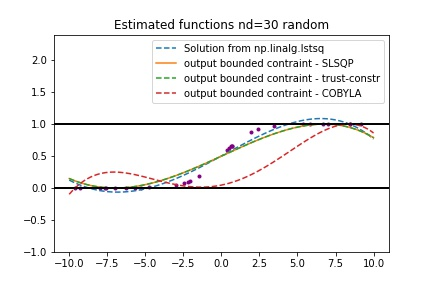 Estimated functions nd=30 random
Solution from np.linalg.lstsq
output bounded contraint - SLSQP
output bounded contraint - trust-constr
output bounded contraint - COBYLA
2.0
1.5
1.0
0.5
0.0
−0.5
−1.0
−10.0 −7.5 −5.0 −2.5 0.0 2.5 5.0 7.5 10.0